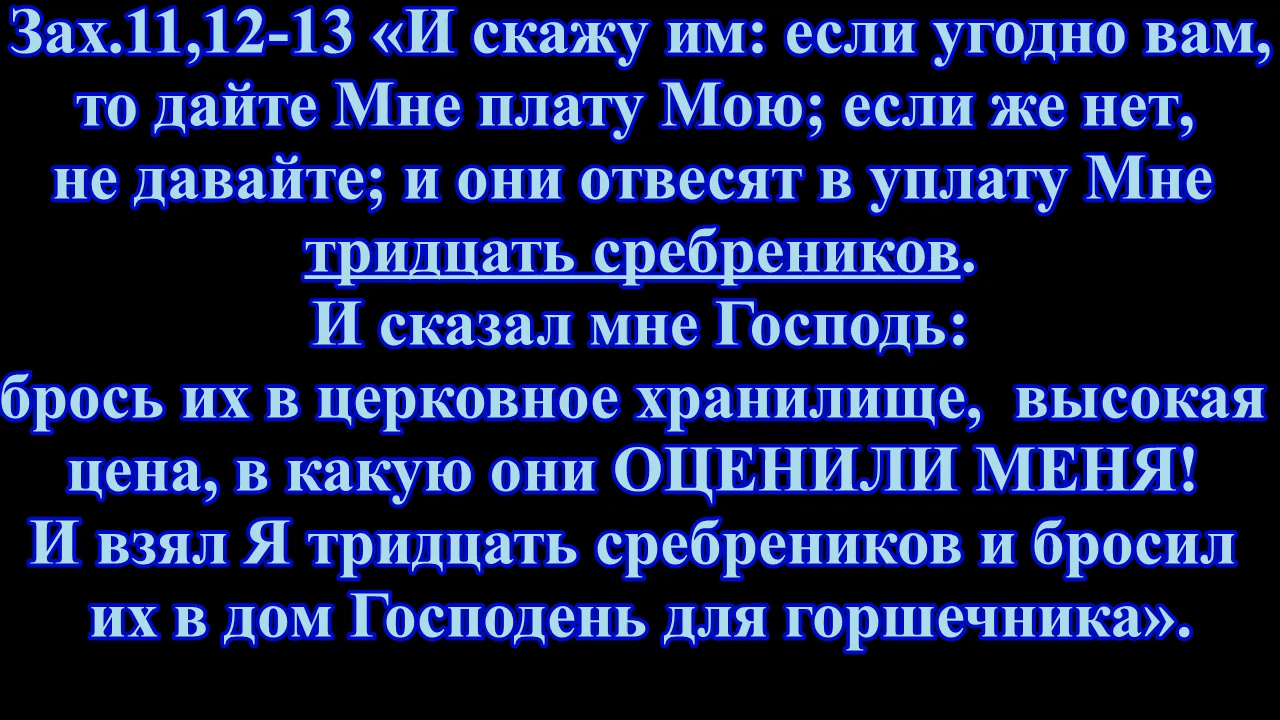 Зах.11,12-13 «И скажу им: если угодно вам,
то дайте Мне плату Мою; если же нет,
не давайте; и они отвесят в уплату Мне
тридцать сребреников.
И сказал мне Господь:
брось их в церковное хранилище, высокая
цена, в какую они ОЦЕНИЛИ МЕНЯ!
И взял Я тридцать сребреников и бросил
их в дом Господень для горшечника».